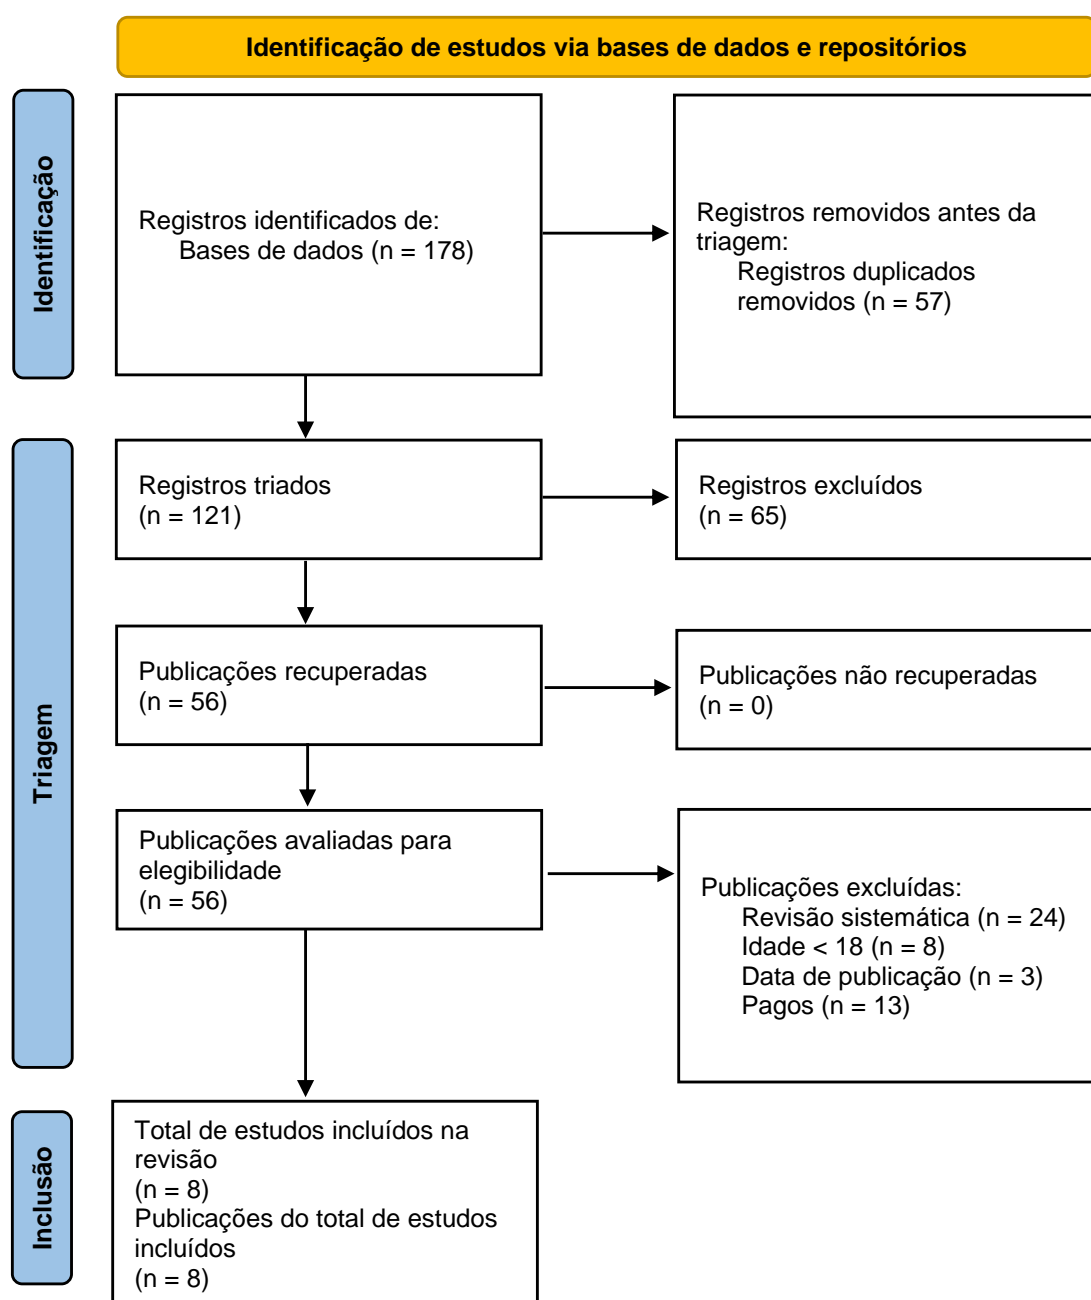 Identificação de estudos via bases de dados e repositórios
Identificação
Registros identificados de:
Bases de dados (n = 178)
Registros removidos antes da
triagem:
Registros duplicados
removidos (n = 57)
Triagem
Registros triados
(n = 121)
Registros excluídos
(n = 65)
Publicações recuperadas
(n = 56)
Publicações não recuperadas
(n = 0)
Publicações avaliadas para
elegibilidade
(n = 56)
Publicações excluídas:
Revisão sistemática (n = 24)
Idade < 18 (n = 8)
Data de publicação (n = 3)
Pagos (n = 13)
Inclusão
Total de estudos incluídos na
revisão
(n = 8)
Publicações do total de estudos
incluídos
(n = 8)